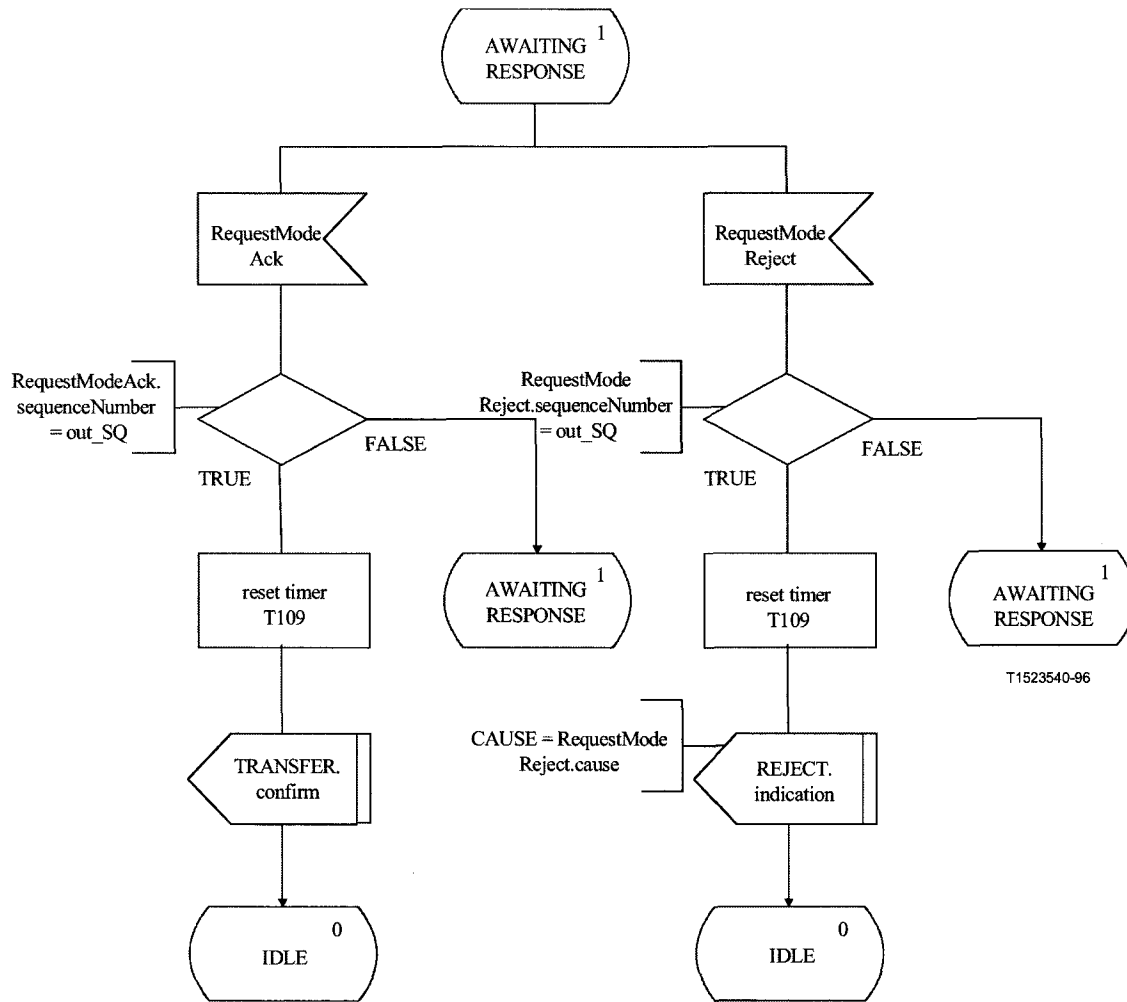 1
AWAITING
RESPONSE
RequestMode
Ack
RequestMode
Reject
RequestModeAck.
sequenceNumber
= out_SQ
FALSE
TRUE
RequestMode
Reject.sequenceNumber
= out_SQ
FALSE
TRUE
reset timer
T109
1
AWAITING
RESPONSE
reset timer
T109
1
AWAITING
RESPONSE
T1523540-96
TRANSFER.
confirm
CAUSE = RequestMode
Reject.cause
REJECT.
indication
0
IDLE
0
IDLE